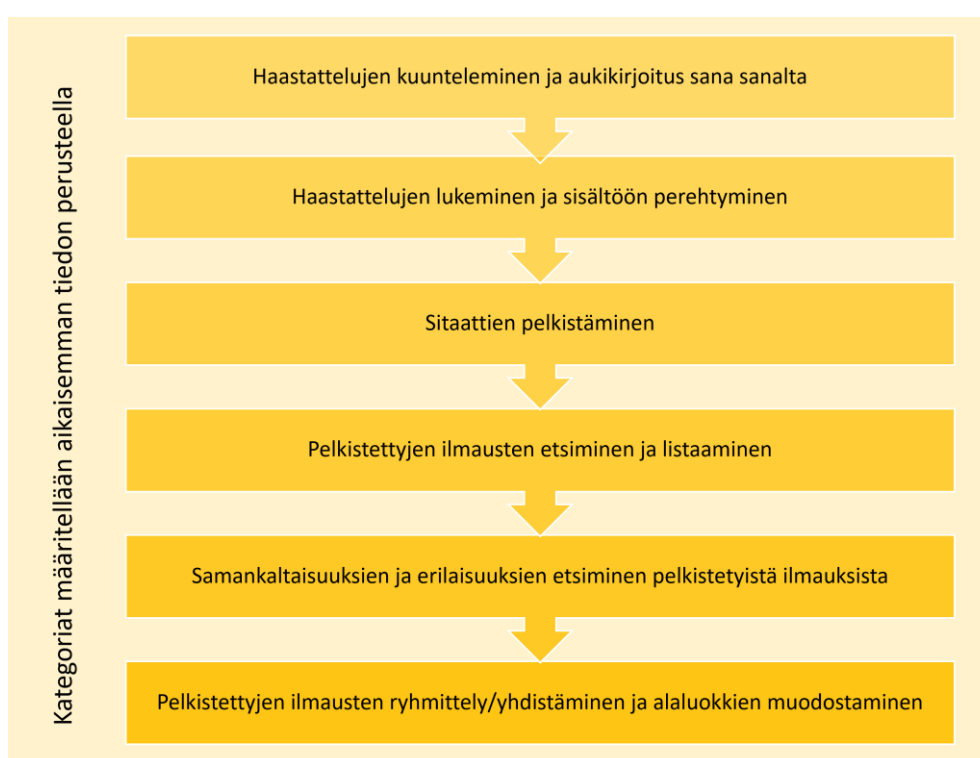 Kategoriat määritellään aikaisemman tiedon perusteella
Haastattelujen kuunteleminen ja aukikirjoitus sana sanalta
Haastattelujen lukeminen ja sisältöön perehtyminen
Sitaattien pelkistäminen
Pelkistettyjen ilmausten etsiminen ja listaaminen
Samankaltaisuuksien ja erilaisuuksien etsiminen pelkistetyistä ilmauksista
Pelkistettyjen ilmausten ryhmittely/yhdistäminen ja alaluokkien muodostaminen